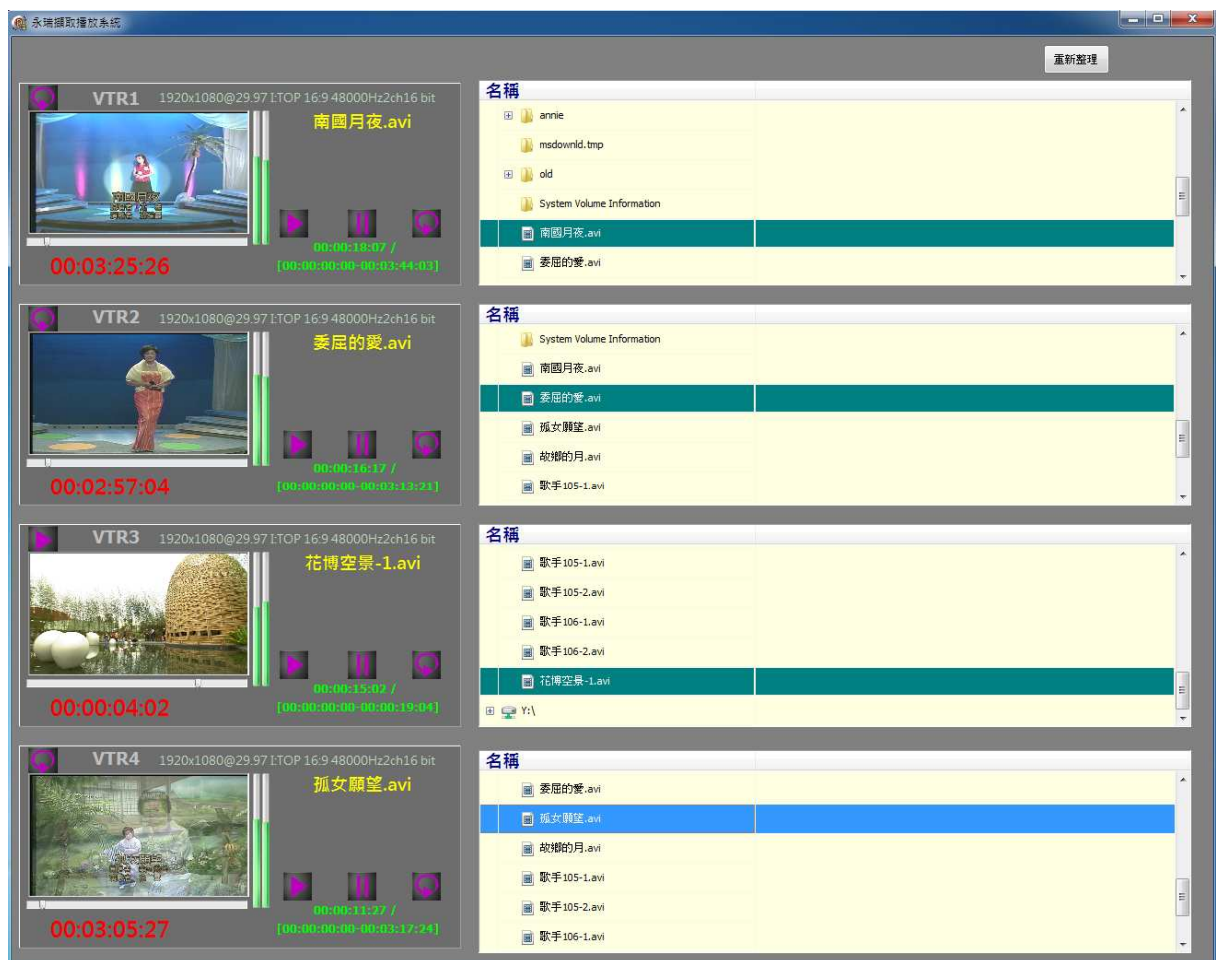 永瑞擷取播放系統
重新整理
VTR1 1920x1080@29.97 I:TOP 16:9 48000Hz2ch16 bit
南國月夜.avi
南國月夜
00:00:18:07 /
00:03:25:26 [00:00:00:00-00:03:44:03]
名稱
annie
msdownld.tmp
old
System Volume Information
南國月夜.avi
委屈的愛.avi
VTR2 1920x1080@29.97 I:TOP 16:9 48000Hz2ch16 bit
委屈的愛.avi
00:00:16:17 /
00:02:57:04 [00:00:00:00-00:03:13:21]
名稱
System Volume Information
南國月夜.avi
委屈的愛.avi
孤女願望.avi
故鄉的月.avi
歌手105-1.avi
VTR3 1920x1080@29.97 I:TOP 16:9 48000Hz2ch16 bit
花博空景-1.avi
00:00:15:02 /
00:00:04:02 [00:00:00:00-00:00:19:04]
名稱
歌手105-1.avi
歌手105-2.avi
歌手106-1.avi
歌手106-2.avi
花博空景-1.avi
Y:\
VTR4 1920x1080@29.97 I:TOP 16:9 48000Hz2ch16 bit
孤女願望.avi
孤女願望
00:00:11:27 /
00:03:05:27 [00:00:00:00-00:03:17:24]
名稱
委屈的愛.avi
孤女願望.avi
故鄉的月.avi
歌手105-1.avi
歌手105-2.avi
歌手106-1.avi